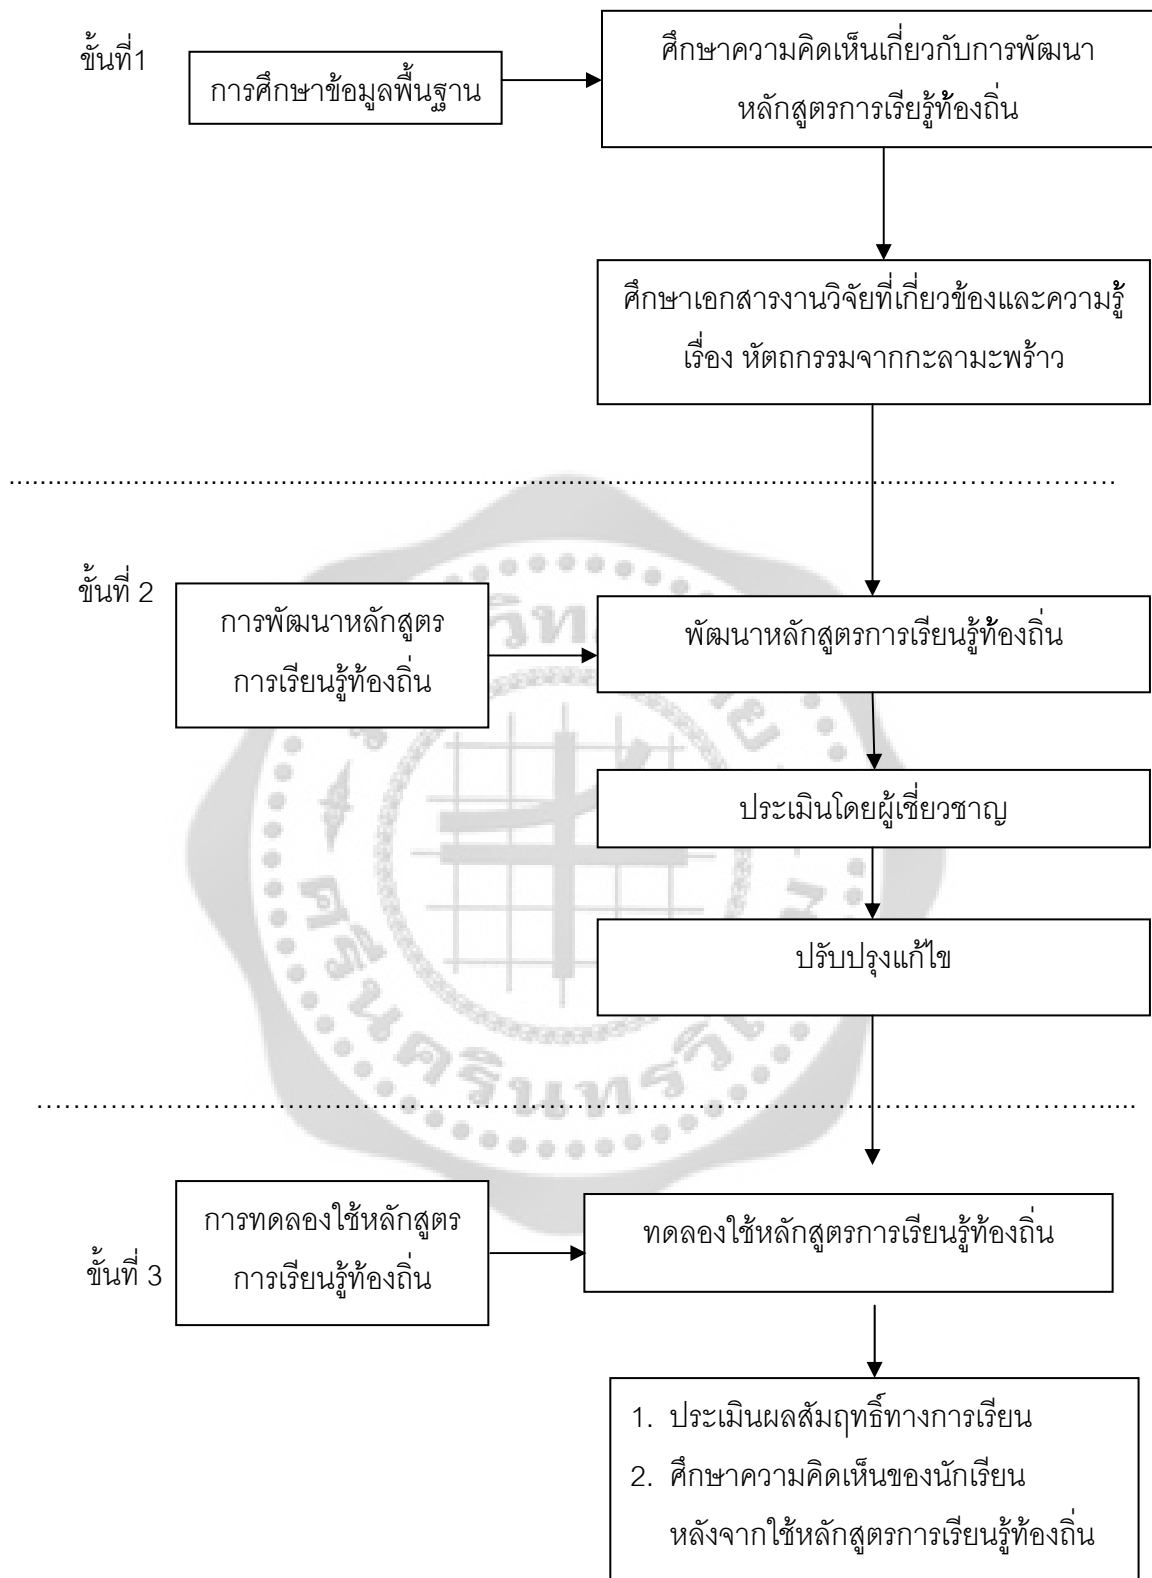 ขั้นที่1
การศึกษาข้อมูลพื้นฐาน
ศึกษาความคิดเห็นเกี่ยวกับการพัฒนา
หลักสูตรการเรียรู้ท้องถิ่น
ศึกษาเอกสารงานวิจัยที่เกี่ยวข้องและความรู้
เรื่อง หัตถกรรมจากกะลามะพร้าว
ขั้นที่ 2
การพัฒนาหลักสูตร
การเรียนรู้ท้องถิ่น
พัฒนาหลักสูตรการเรียนรู้ท้องถิ่น
ประเมินโดยผู้เชี่ยวชาญ
ปรับปรุงแก้ไข
ศรีนครินทรวิ
ขั้นที่ 3
การทดลองใช้หลักสูตร
การเรียนรู้ท้องถิ่น
ทดลองใช้หลักสูตรการเรียนรู้ท้องถิ่น
1. ประเมินผลสัมฤทธิ์ทางการเรียน
2. ศึกษาความคิดเห็นของนักเรียน
หลังจากใช้หลักสูตรการเรียนรู้ท้องถิ่น